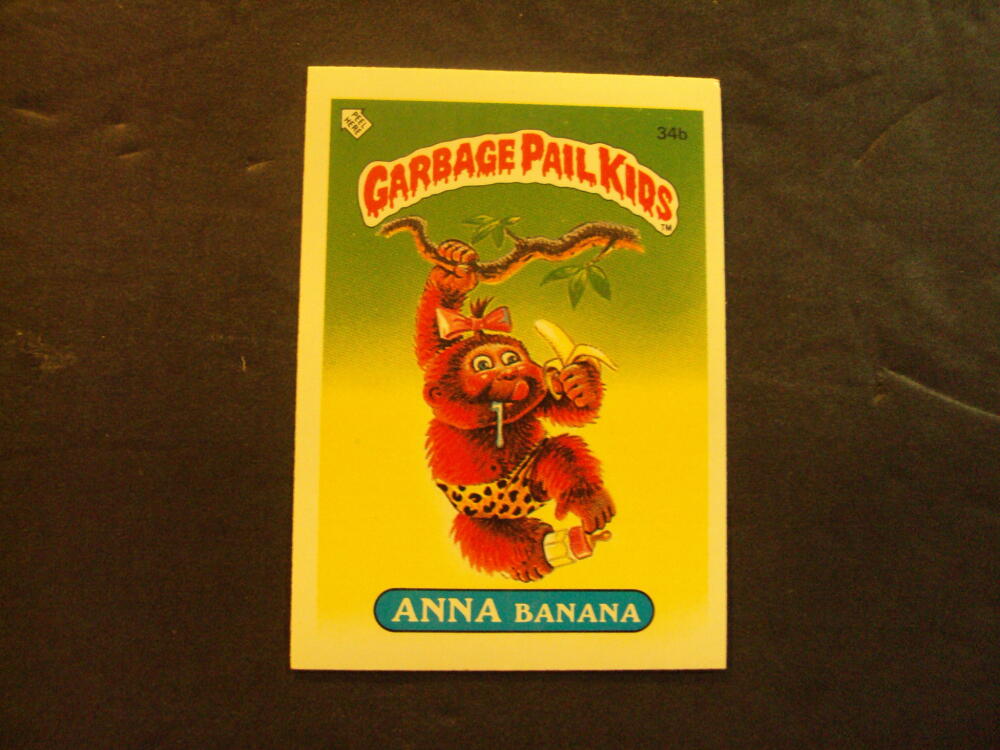 PEEL
HERE
34b
GARBAGE PAIL KIDS
TM
ANNA BANANA